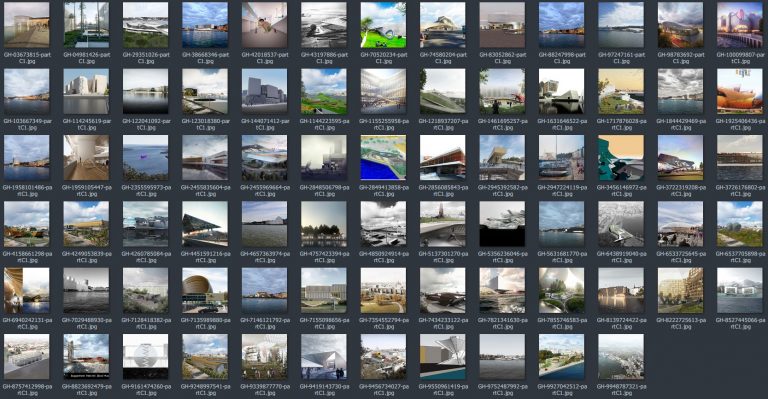 GH-03673815-part
C1.jpg
GH-04981426-part
C1.jpg
GH-29351026-part
C1.jpg
GH-38668346-part
C1.jpg
GH-42018537-part
C1.jpg
GH-43197886-part
C1.jpg
GH-70520234-part
C1.jpg
GH-74580204-part
C1.jpg
GH-83052862-part
C1.jpg
GH-88247998-part
C1.jpg
GH-97247161-part
C1.jpg
GH-98783692-part
C1.jpg
GH-100099807-part
C1.jpg
GH-103667349-pa
rtC1.jpg
GH-114245619-pa
rtC1.jpg
GH-122041092-pa
rtC1.jpg
GH-123018380-pa
rtC1.jpg
GH-144071412-pa
rtC1.jpg
GH-1144223595-pa
rtC1.jpg
GH-1155255958-pa
rtC1.jpg
GH-1218937207-pa
rtC1.jpg
GH-1461695257-pa
rtC1.jpg
GH-1631646522-pa
rtC1.jpg
GH-1717876028-pa
rtC1.jpg
GH-1844429469-pa
rtC1.jpg
GH-1925406436-pa
rtC1.jpg
GH-1958101486-pa
rtC1.jpg
GH-1959105447-pa
rtC1.jpg
GH-2355595973-pa
rtC1.jpg
GH-2455835604-pa
rtC1.jpg
GH-2455969664-pa
rtC1.jpg
GH-2848506798-pa
rtC1.jpg
GH-2849413858-pa
rtC1.jpg
GH-2856085843-pa
rtC1.jpg
GH-2945392582-pa
rtC1.jpg
GH-2947224119-pa
rtC1.jpg
GH-3456146972-pa
rtC1.jpg
GH-3722319208-pa
rtC1.jpg
GH-3726176802-pa
rtC1.jpg
GH-4158661298-pa
rtC1.jpg
GH-4249053839-pa
rtC1.jpg
GH-4260785084-pa
rtC1.jpg
GH-4451591216-pa
rtC1.jpg
GH-4657363974-pa
rtC1.jpg
GH-4757423394-pa
rtC1.jpg
GH-4850924914-pa
rtC1.jpg
GH-5137301270-pa
rtC1.jpg
GH-5356236046-pa
rtC1.jpg
GH-5631681770-pa
rtC1.jpg
GH-6438919040-pa
rtC1.jpg
GH-6533725645-pa
rtC1.jpg
GH-6537705898-pa
rtC1.jpg
GH-6940242131-pa
rtC1.jpg
GH-7029488930-pa
rtC1.jpg
GH-7128418382-pa
rtC1.jpg
GH-7135989880-pa
rtC1.jpg
GH-7146121792-pa
rtC1.jpg
GH-7155098656-pa
rtC1.jpg
GH-7354552794-pa
rtC1.jpg
GH-7434233122-pa
rtC1.jpg
GH-7821341630-pa
rtC1.jpg
GH-7855746583-pa
rtC1.jpg
GH-8139724422-pa
rtC1.jpg
GH-8222725613-pa
rtC1.jpg
GH-8527445066-pa
rtC1.jpg
GH-8757412998-pa
rtC1.jpg
GH-8823692479-pa
rtC1.jpg
GH-9161474260-pa
rtC1.jpg
GH-9248997541-pa
rtC1.jpg
GH-9339877770-pa
rtC1.jpg
GH-9419143730-pa
rtC1.jpg
GH-9456734027-pa
rtC1.jpg
GH-9550961419-pa
rtC1.jpg
GH-9752487992-pa
rtC1.jpg
GH-9927042512-pa
rtC1.jpg
GH-9948787321-pa
rtC1.jpg